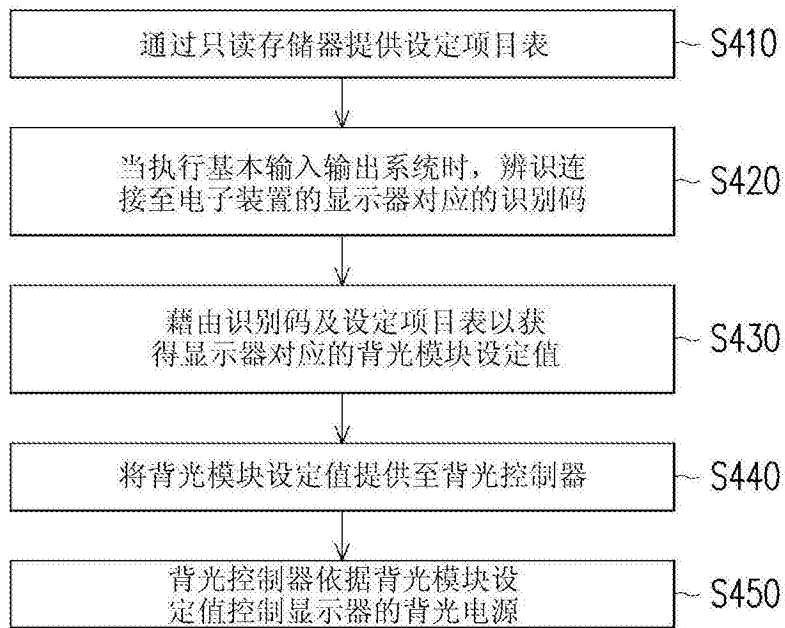 通过只读存储器提供设定项目表
S410
当执行基本输入输出系统时，辨识连
接至电子装置的显示器对应的识别码
S420
藉由识别码及设定项目表以获
得显示器对应的背光模块设定值
S430
将背光模块设定值提供至背光控制器
S440
背光控制器依据背光模块设
定值控制显示器的背光电源
S450